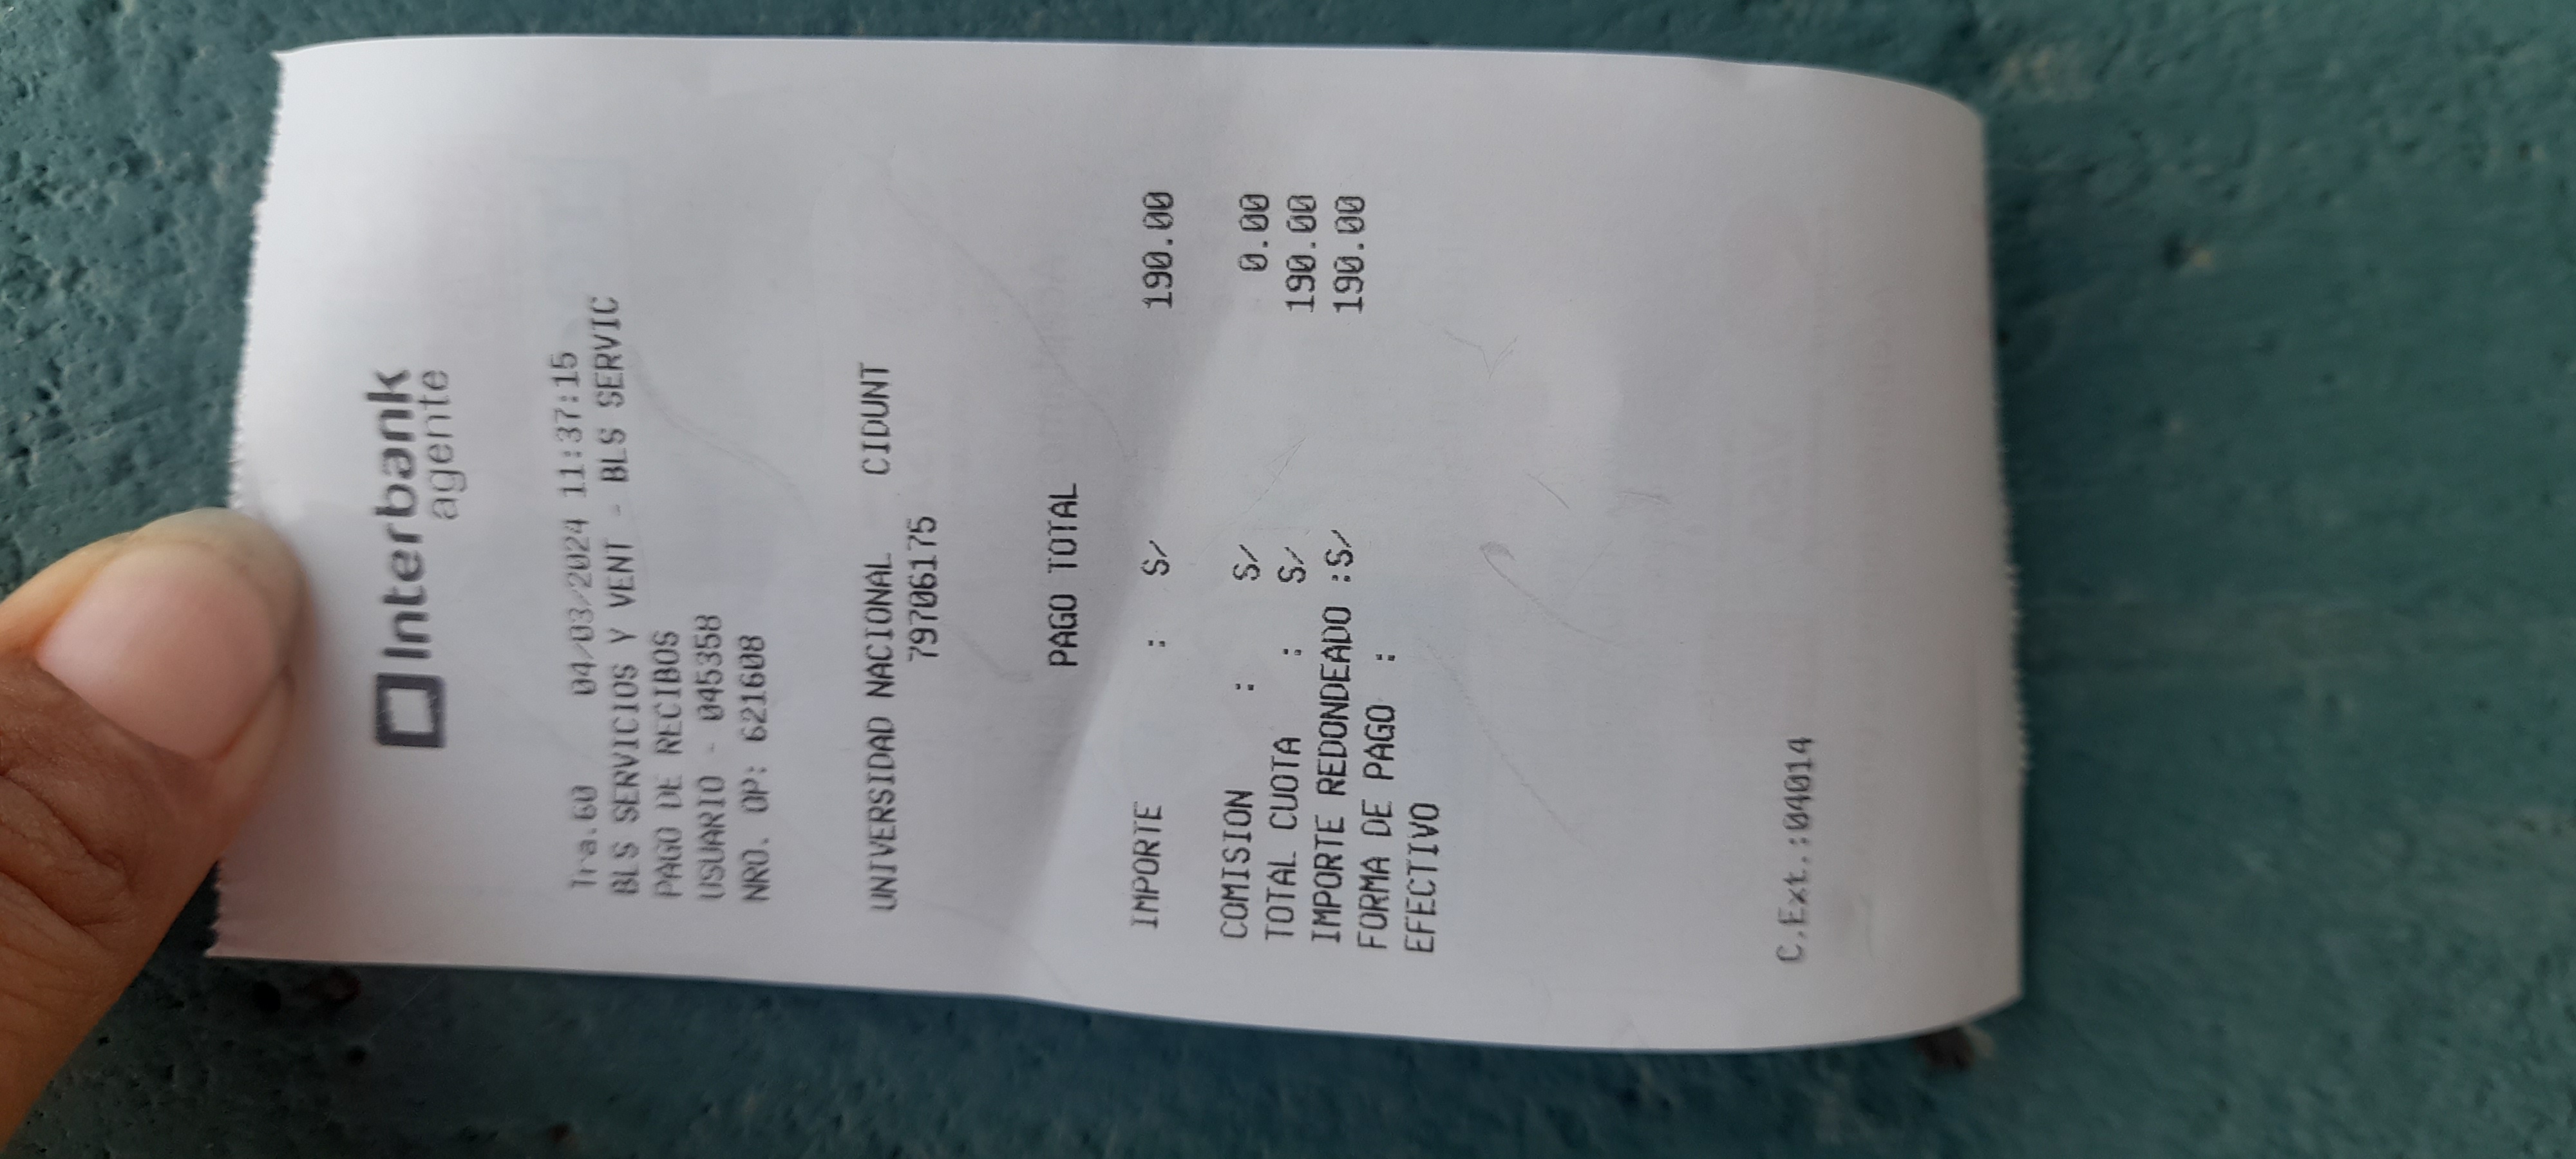 Interbank
agente
Tra.60 04/03/2024 11:37:15
BLS SERVICIOS Y VENT - BLS SERVIC
PAGO DE RECIBOS
USUARIO - 045358
NRO. OP: 621608
UNIVERSIDAD NACIONAL CIDUNT
79706175
PAGO TOTAL
IMPORTE : S/ 190.00
COMISION : S/ 0.00
TOTAL CUOTA : S/ 190.00
IMPORTE REDONDEADO :S/ 190.00
FORMA DE PAGO :
EFECTIVO
C.Ext.:04014